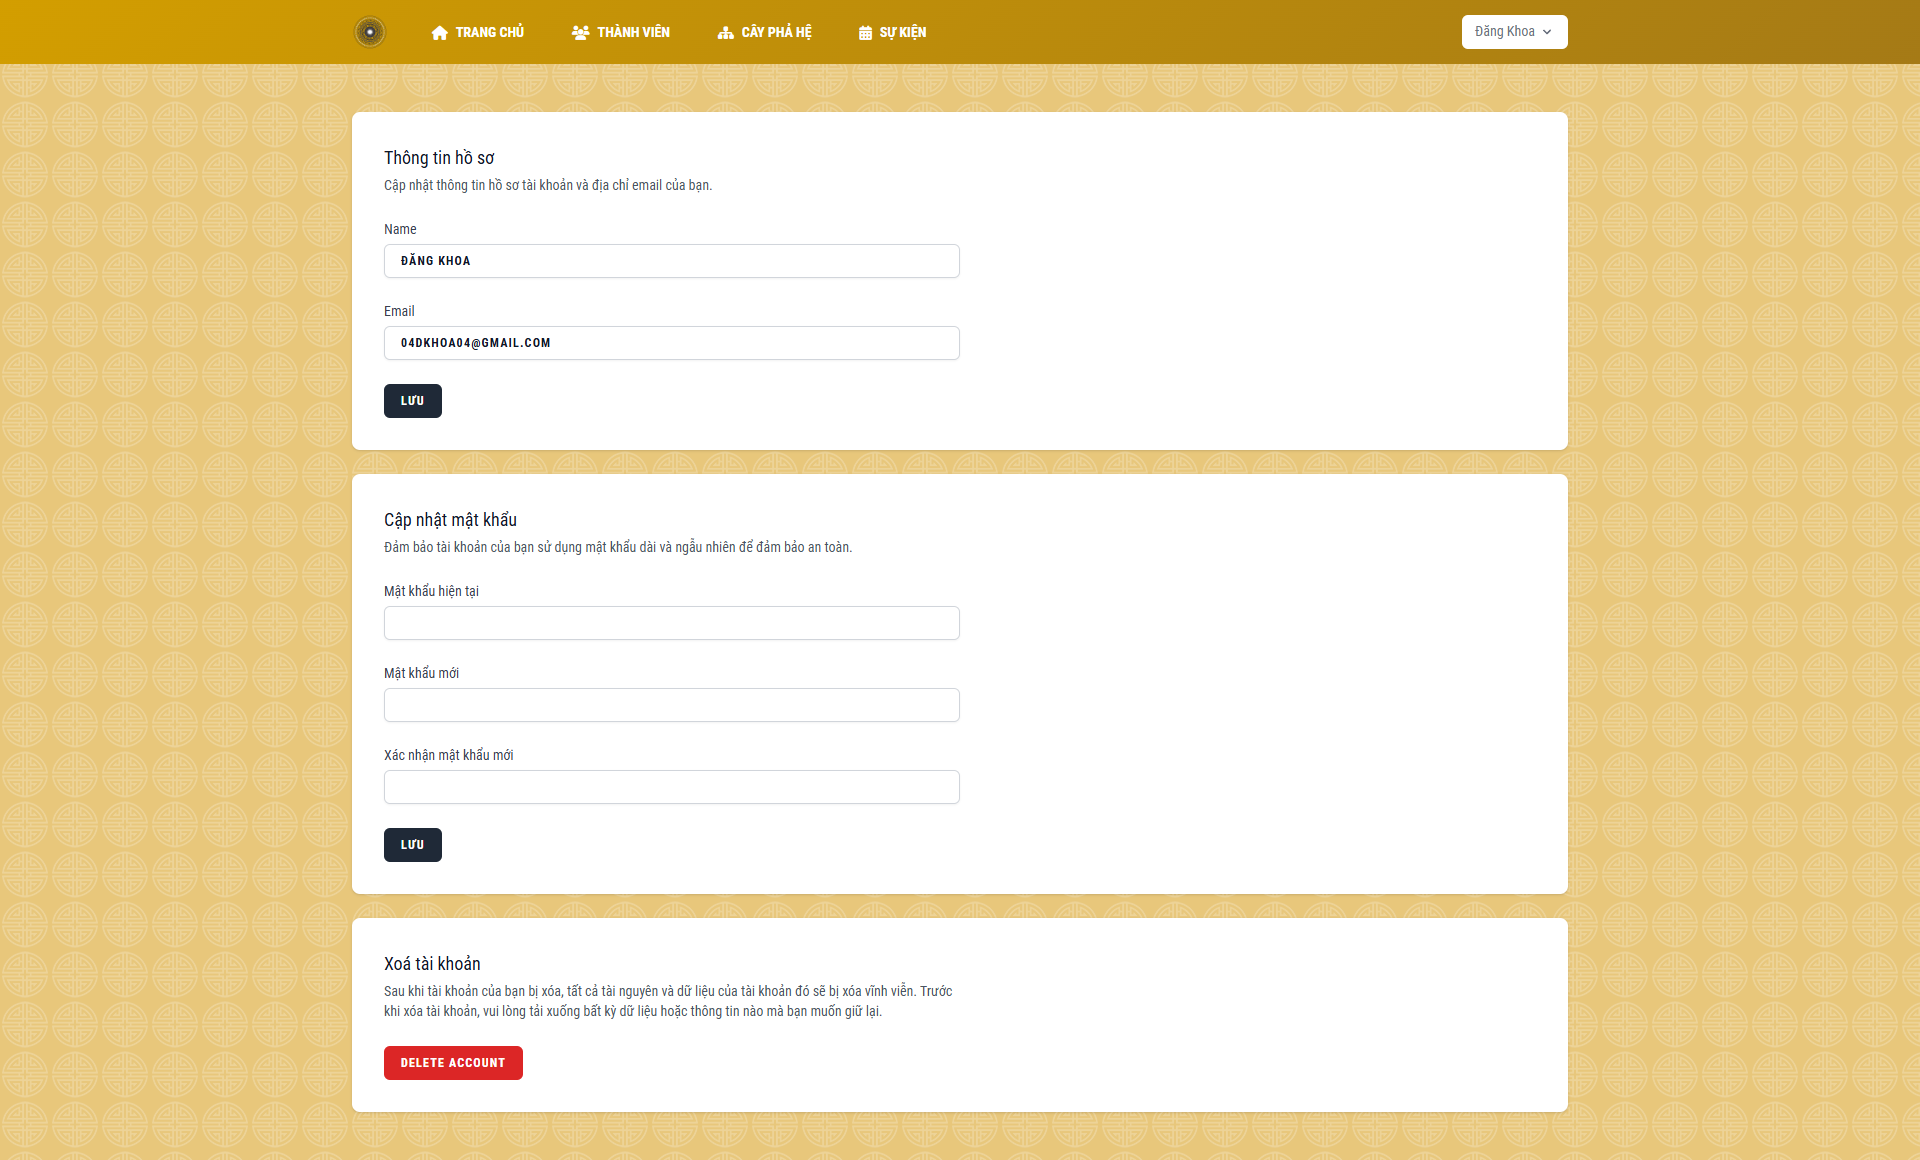 TRANG CHỦ THÀNH VIÊN CÂY PHẢ HỆ SỰ KIỆN Đăng Khoa
Thông tin hồ sơ
Cập nhật thông tin hồ sơ tài khoản và địa chỉ email của bạn.
Name
ĐĂNG KHOA
Email
04DKHOA04@GMAIL.COM
LƯU
Cập nhật mật khẩu
Đảm bảo tài khoản của bạn sử dụng mật khẩu dài và ngẫu nhiên để đảm bảo an toàn.
Mật khẩu hiện tại
Mật khẩu mới
Xác nhận mật khẩu mới
LƯU
Xoá tài khoản
Sau khi tài khoản của bạn bị xóa, tất cả tài nguyên và dữ liệu của tài khoản đó sẽ bị xóa vĩnh viễn. Trước
khi xóa tài khoản, vui lòng tải xuống bất kỳ dữ liệu hoặc thông tin nào mà bạn muốn giữ lại.
DELETE ACCOUNT